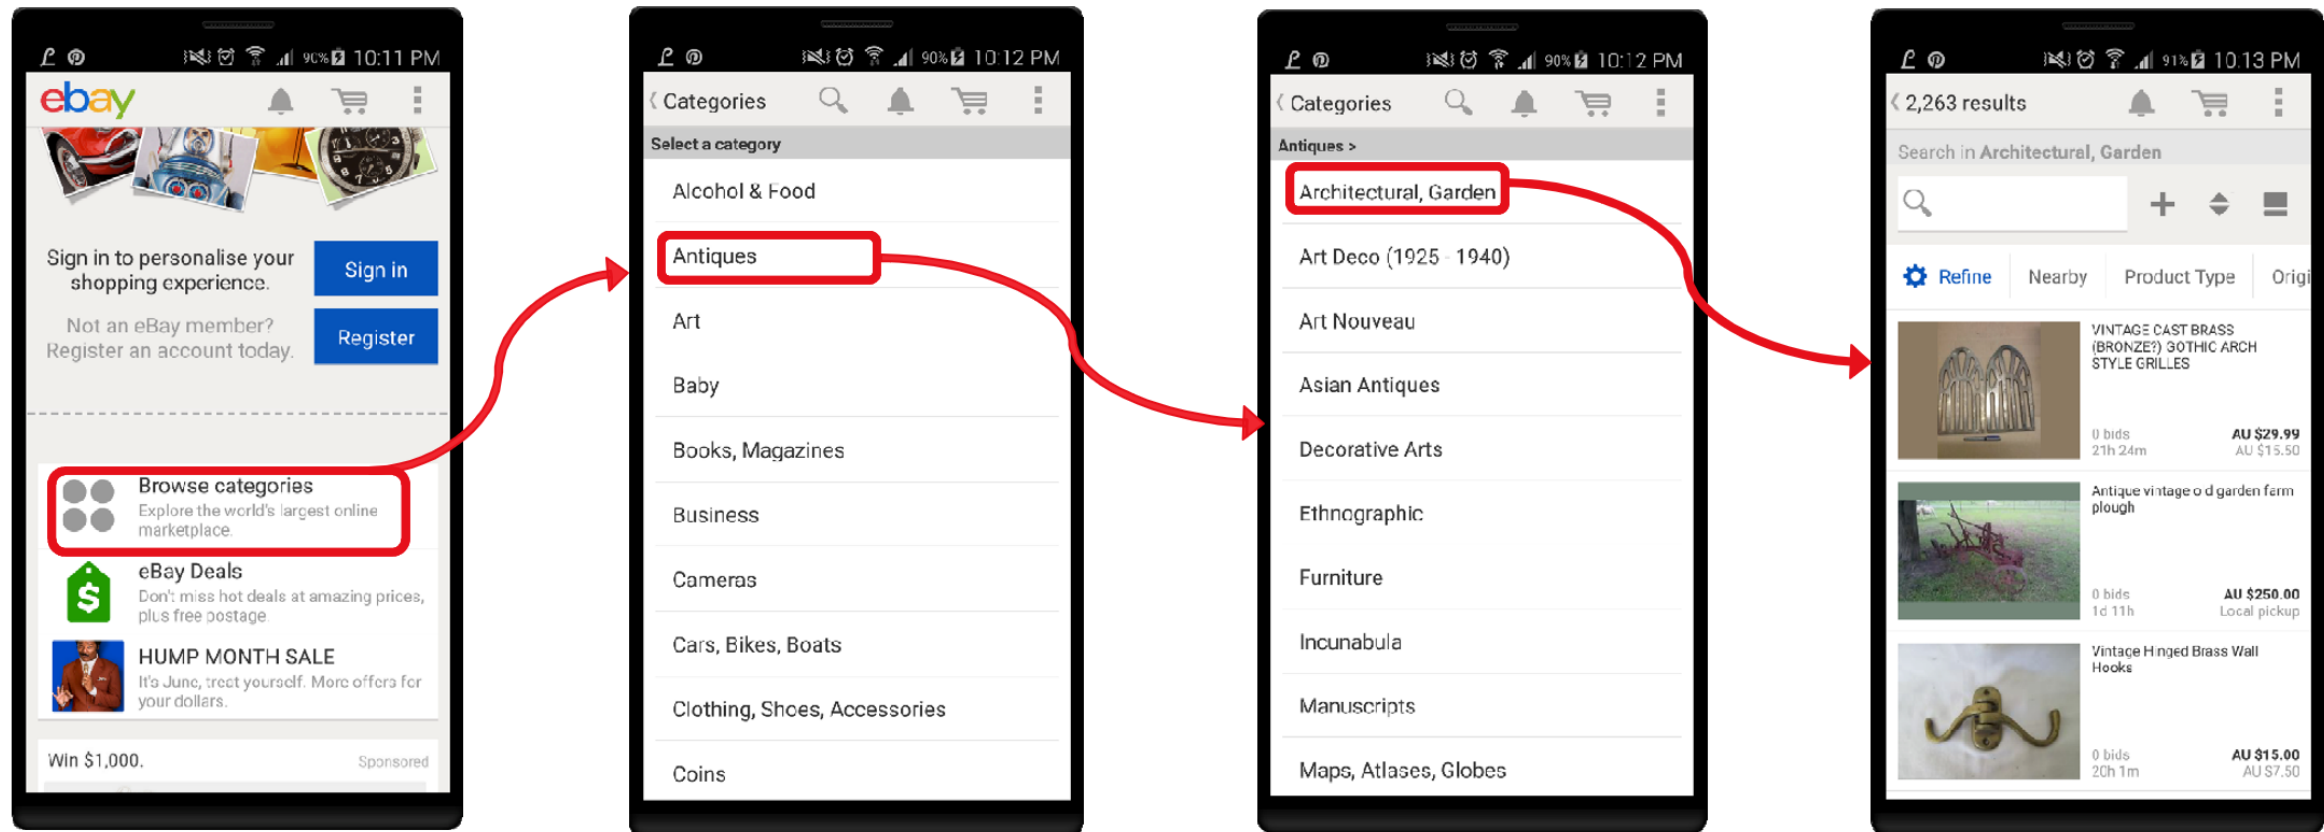 90% 10:11 PM
ebay
Sign in to personalise your
shopping experience.
Sign in
Not an eBay member?
Register an account today.
Register
Browse categories
Explore the world's largest online
marketplace.
eBay Deals
Don't miss hot deals at amazing prices,
plus free postage.
HUMP MONTH SALE
It's June, treat yourself. More offers for
your dollars.
Win $1,000.
Sponsored
90% 10:12 PM
Categories
Select a category
Alcohol & Food
Antiques
Art
Baby
Books, Magazines
Business
Cameras
Cars, Bikes, Boats
Clothing, Shoes, Accessories
Coins
90% 10:12 PM
Categories
Antiques >
Architectural, Garden
Art Deco (1925 - 1940)
Art Nouveau
Asian Antiques
Decorative Arts
Ethnographic
Furniture
Incunabula
Manuscripts
Maps, Atlases, Globes
91% 10:13 PM
2,263 results
Search in Architectural, Garden
Refine Nearby Product Type Origi
VINTAGE CAST BRASS
(BRONZE?) GOTHIC ARCH
STYLE GRILLES
0 bids AU $29.99
21h 24m AU $15.50
Antique vintage old garden farm
plough
0 bids AU $250.00
1d 11h Local pickup
Vintage Hinged Brass Wall
Hooks
0 bids AU $15.00
20h 1m AU $7.50